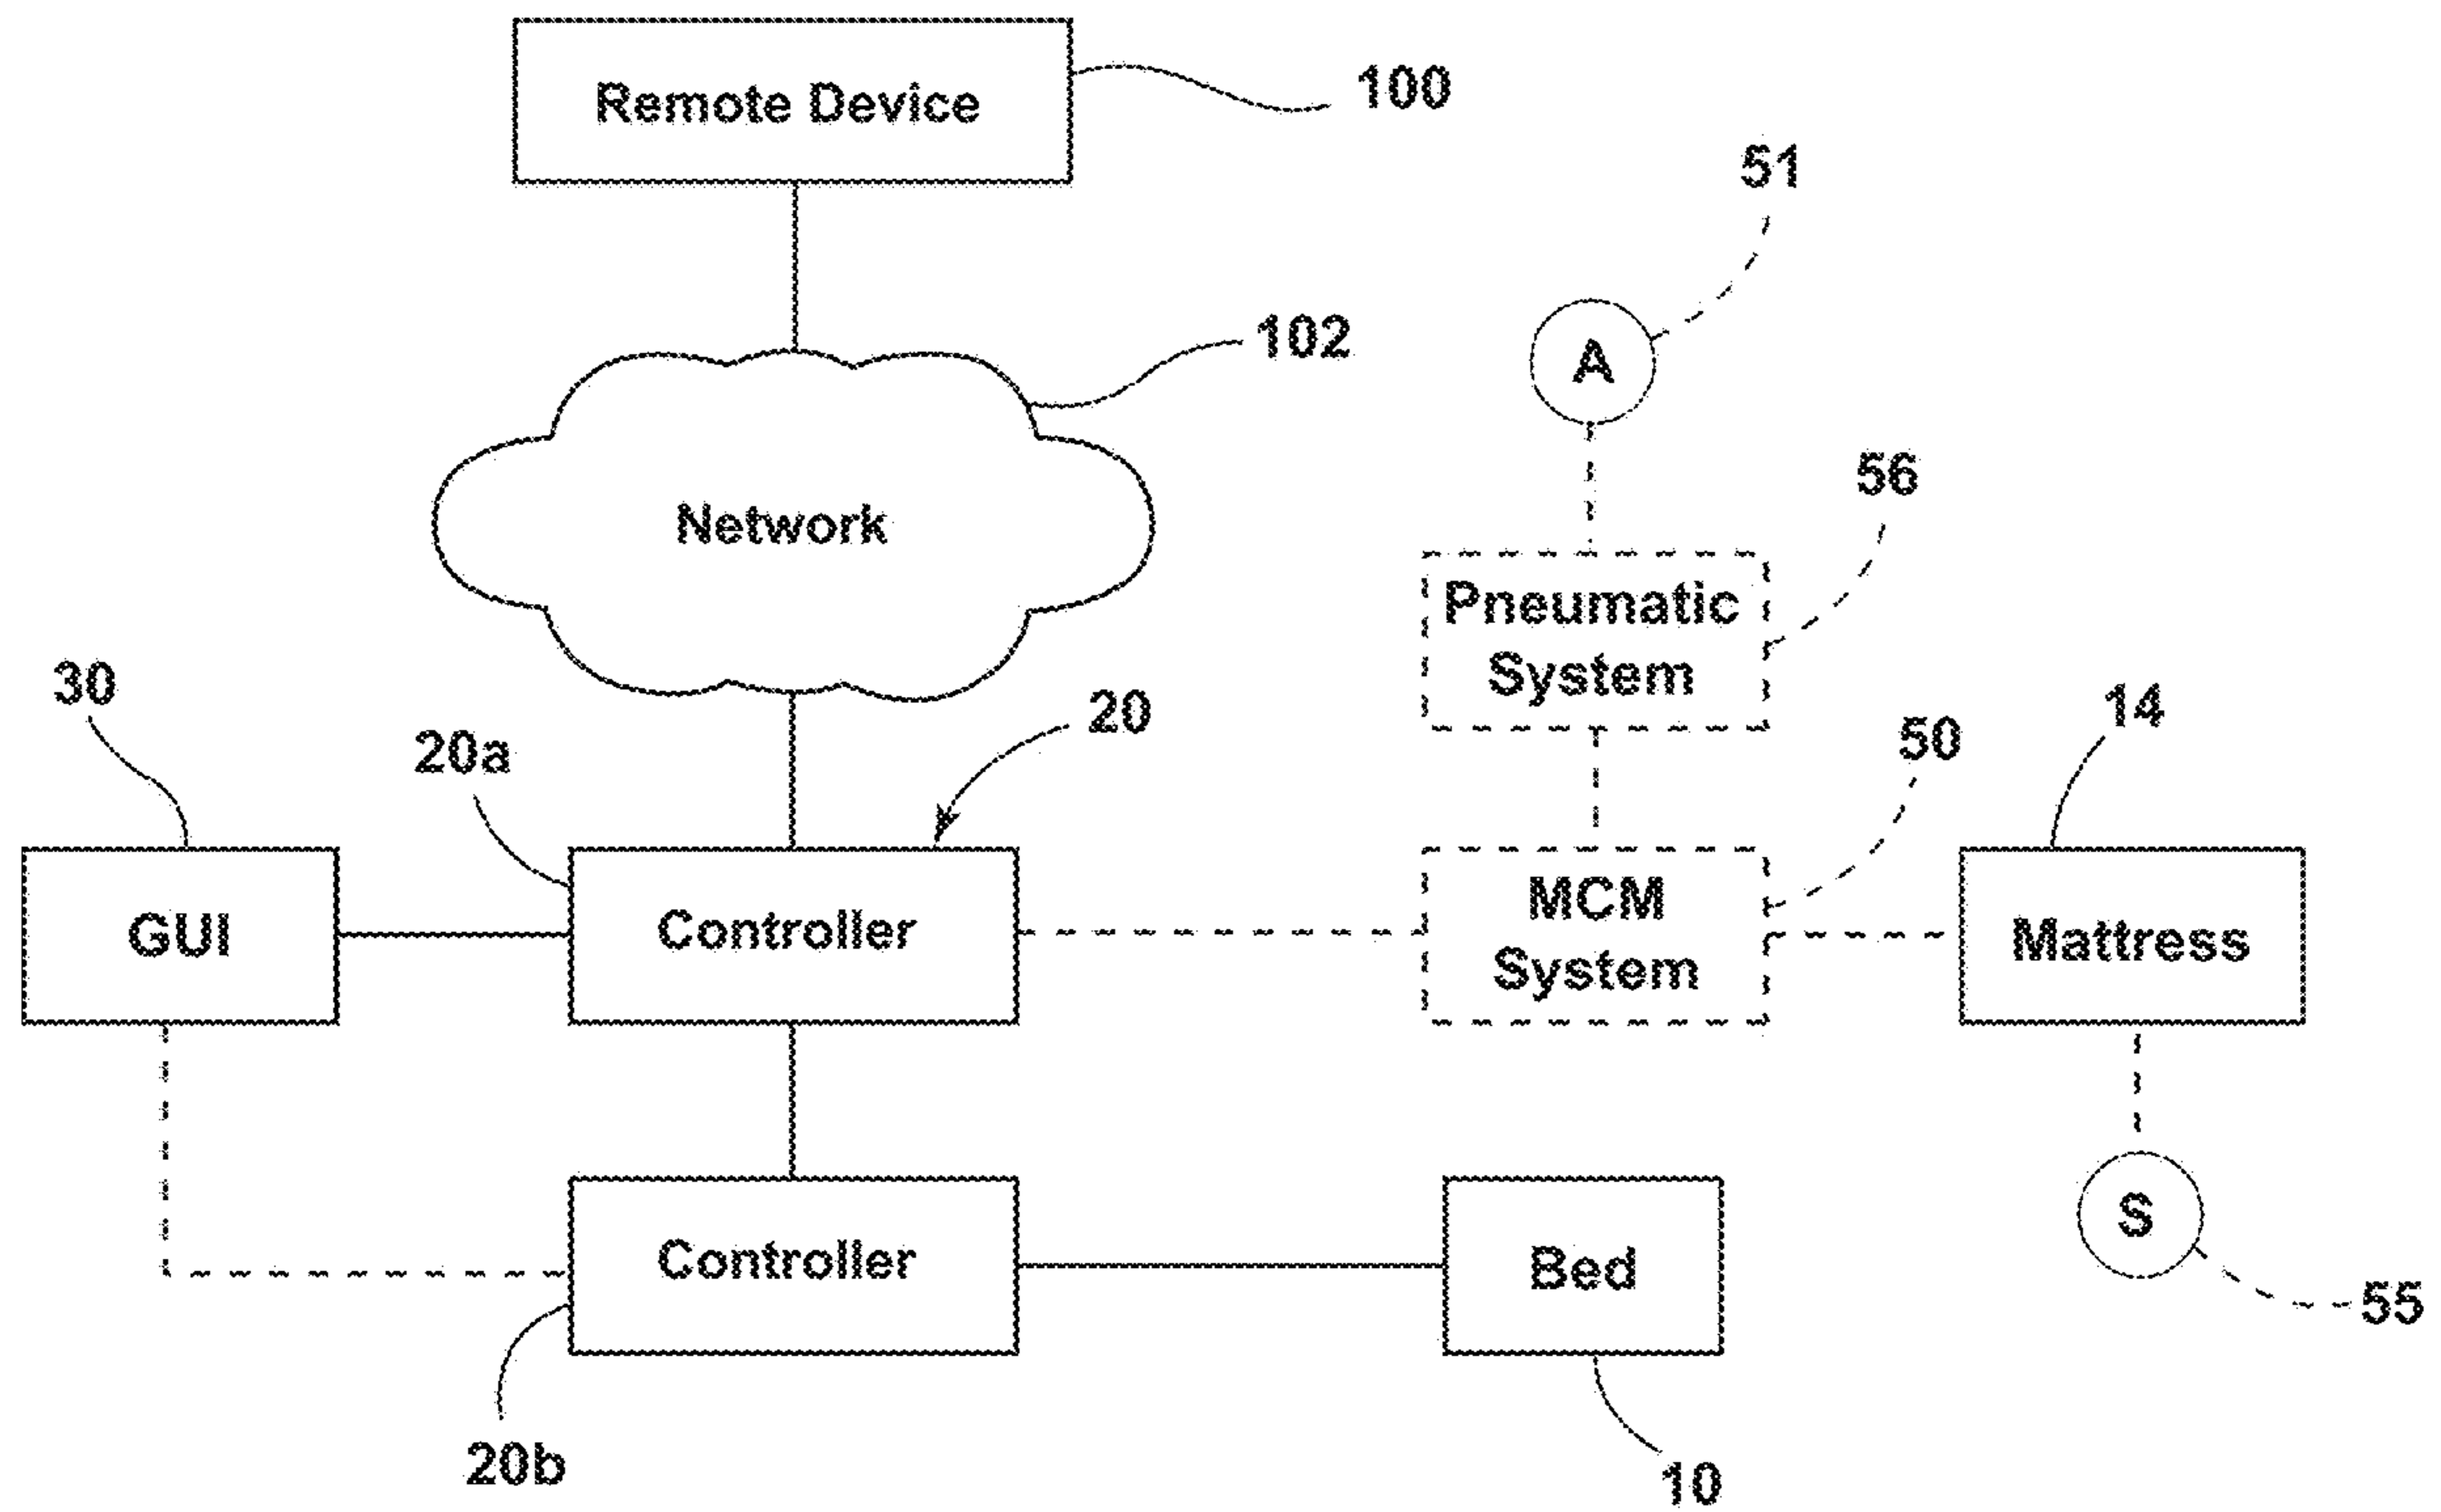 Remote Device
100
51
A
102
56
Network
Pneumatic
System
30
20a
20
50
14
GUI
Controller
MCM
System
Mattress
Controller
Bed
S
55
20b
10